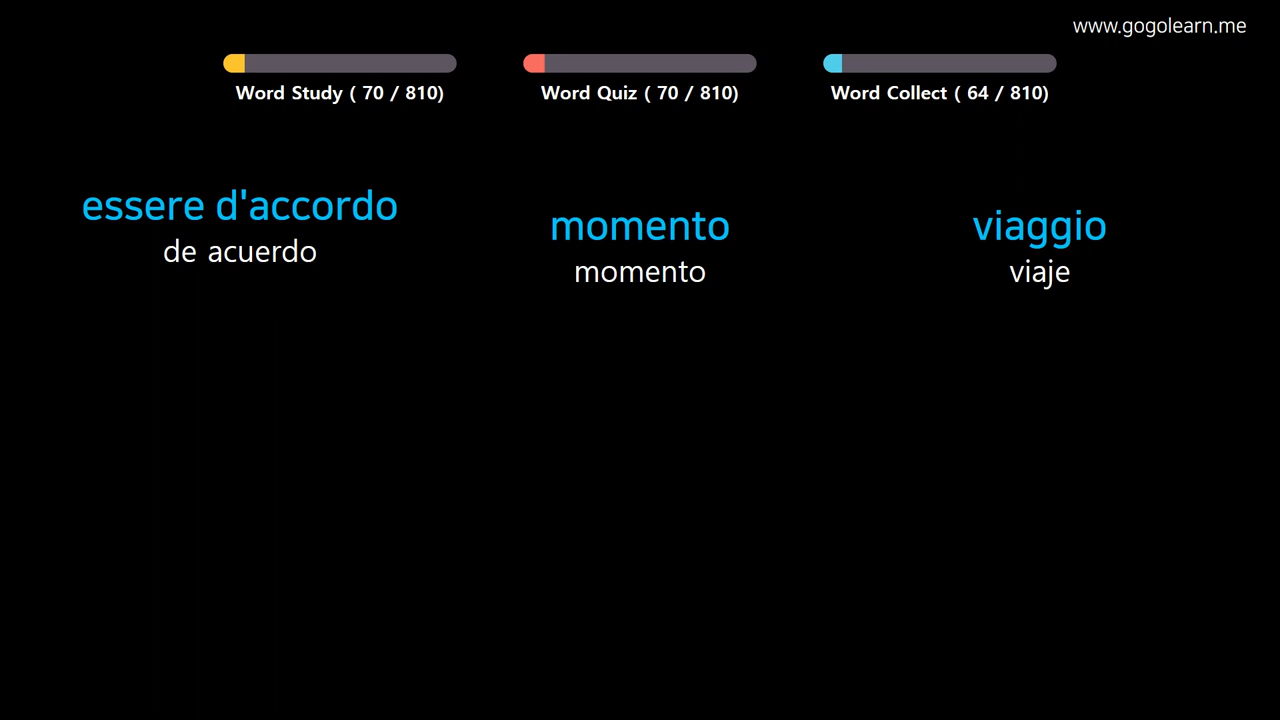 www.gogolearn.me
Word Study ( 70 / 810)
Word Quiz ( 70 / 810)
Word Collect ( 64 / 810)
essere d'accordo
de acuerdo
momento
momento
viaggio
viaje